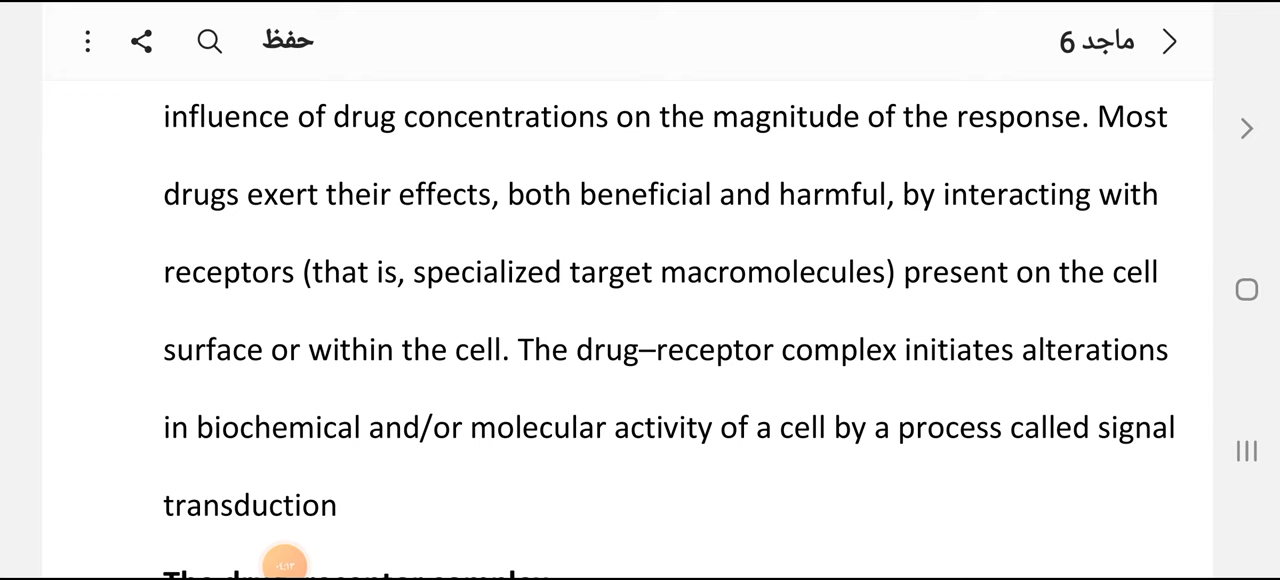 حفظ
ماجد 6
influence of drug concentrations on the magnitude of the response. Most
drugs exert their effects, both beneficial and harmful, by interacting with
receptors (that is, specialized target macromolecules) present on the cell
surface or within the cell. The drug–receptor complex initiates alterations
in biochemical and/or molecular activity of a cell by a process called signal
transduction